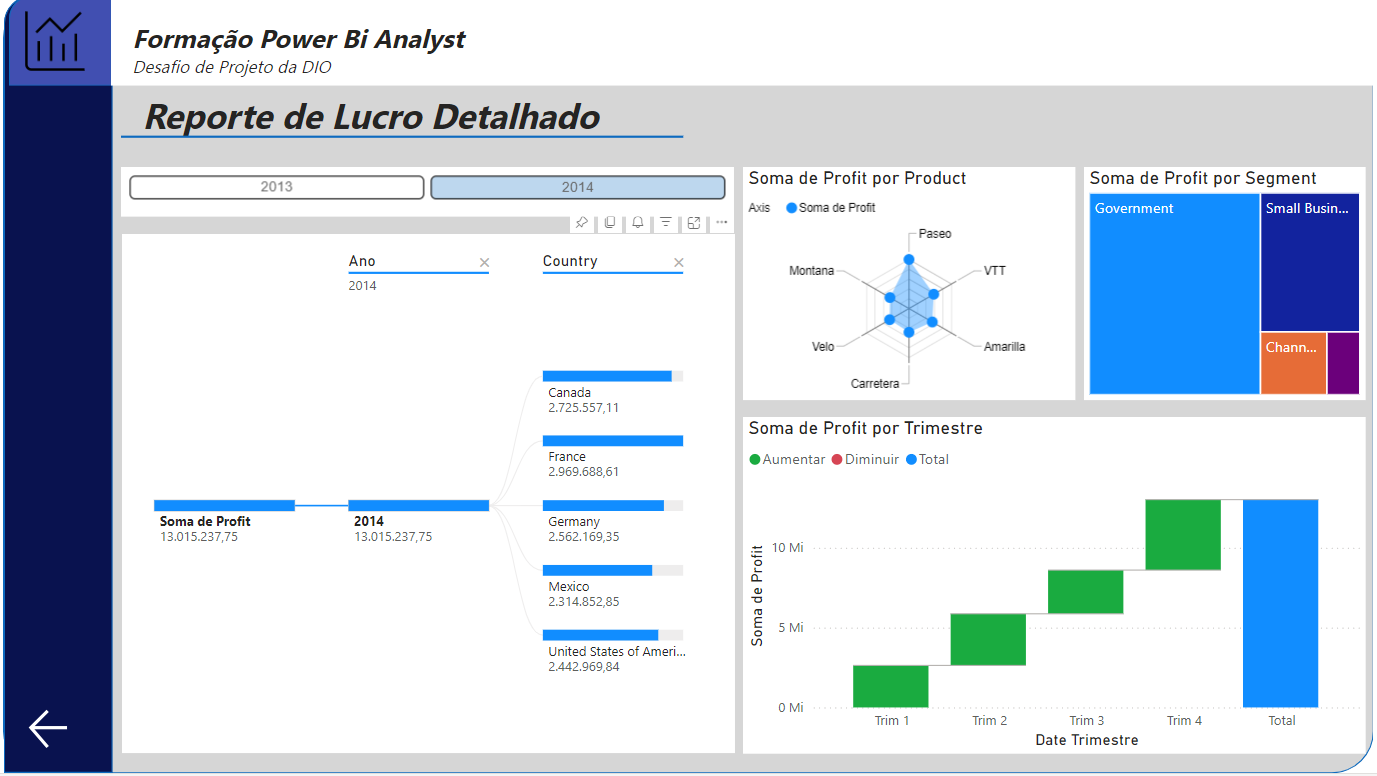 Formação Power Bi Analyst
Desafio de Projeto da DIO
Reporte de Lucro Detalhado
2013
2014
Ano
2014
Country
Soma de Profit
13.015.237,75
2014
13.015.237,75
Canada
2.725.557,11
France
2.969.688,61
Germany
2.562.169,35
Mexico
2.314.852,85
United States of Ameri...
2.442.969,84
Soma de Profit por Product
Axis
Soma de Profit
Paseo
VTT
Amarilla
Carretera
Velo
Montana
Soma de Profit por Segment
Government
Small Busin...
Chann...
Soma de Profit por Trimestre
Aumentar Diminuir Total
Soma de Profit
10 Mi
5 Mi
0 Mi
Trim 1
Trim 2
Trim 3
Trim 4
Total
Date Trimestre